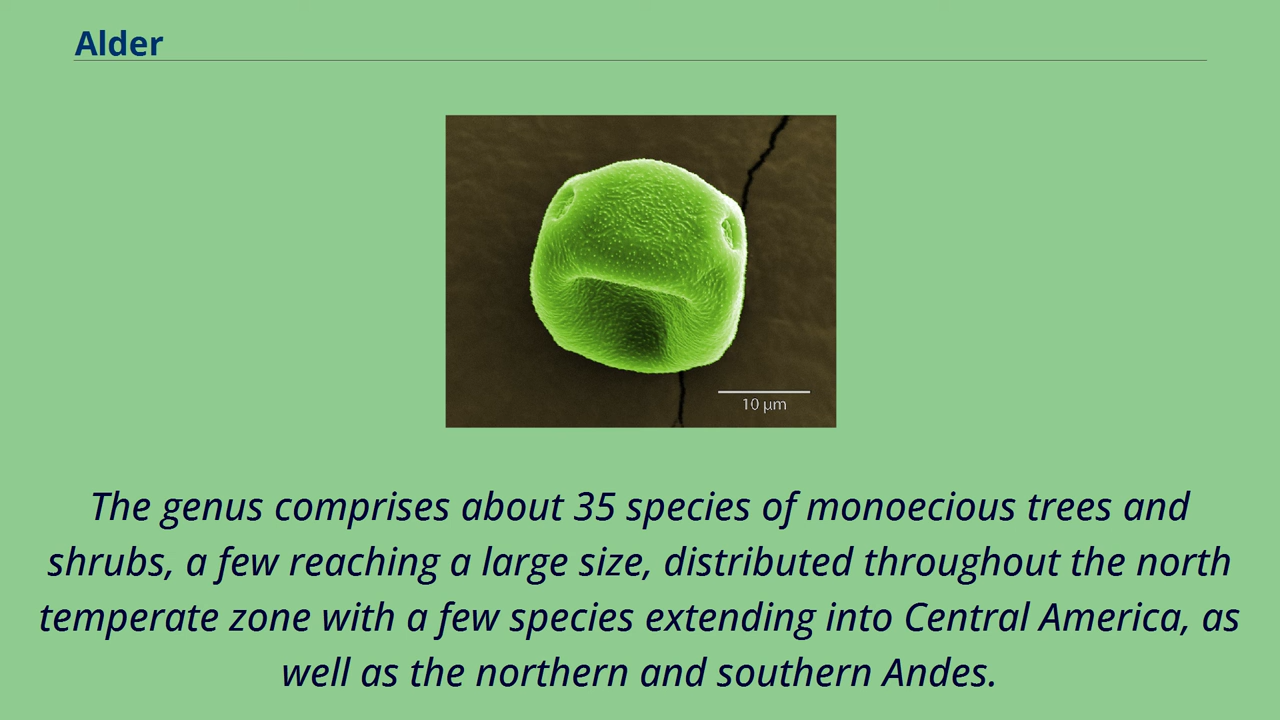 Alder
10 µm
The genus comprises about 35 species of monoecious trees and
shrubs, a few reaching a large size, distributed throughout the north
temperate zone with a few species extending into Central America, as
well as the northern and southern Andes.